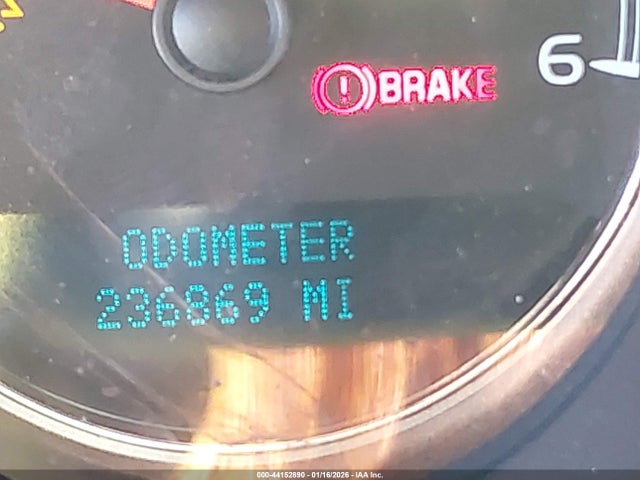 6
BRAKE
ODOMETER
236869 MI
000-44152890 - 01/16/2026 - IAA Inc.